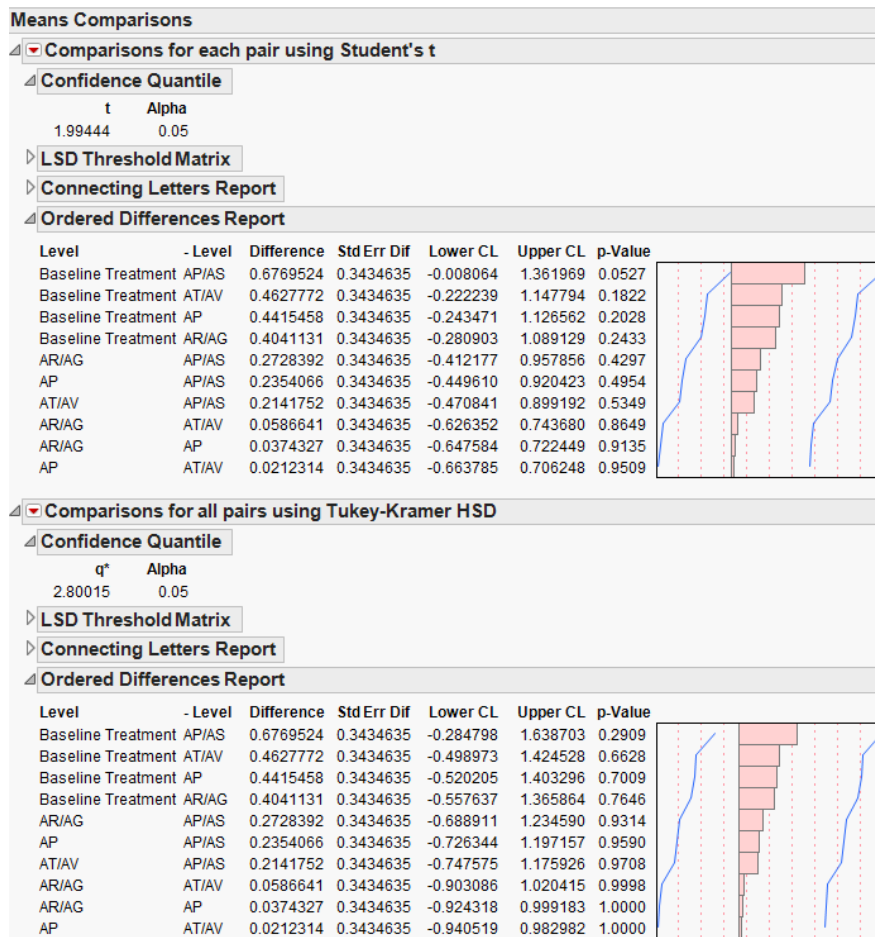 Means Comparisons
Comparisons for each pair using Student's t
Confidence Quantile
t Alpha
1.99444 0.05
LSD Threshold Matrix
Connecting Letters Report
Ordered Differences Report
Level - Level Difference Std Err Dif Lower CL Upper CL p-Value
Baseline Treatment AP/AS 0.6769524 0.3434635 -0.008064 1.361969 0.0527
Baseline Treatment AT/AV 0.4627772 0.3434635 -0.222239 1.147794 0.1822
Baseline Treatment AP 0.4415458 0.3434635 -0.243471 1.126562 0.2028
Baseline Treatment AR/AG 0.4041131 0.3434635 -0.280903 1.089129 0.2433
AR/AG AP/AS 0.2728392 0.3434635 -0.412177 0.957856 0.4297
AP AP/AS 0.2354066 0.3434635 -0.449610 0.920423 0.4954
AT/AV AP/AS 0.2141752 0.3434635 -0.470841 0.899192 0.5349
AR/AG AT/AV 0.0586641 0.3434635 -0.626352 0.743680 0.8649
AR/AG AP 0.0374327 0.3434635 -0.647584 0.722449 0.9135
AP AT/AV 0.0212314 0.3434635 -0.663785 0.706248 0.9509
Comparisons for all pairs using Tukey-Kramer HSD
Confidence Quantile
q* Alpha
2.80015 0.05
LSD Threshold Matrix
Connecting Letters Report
Ordered Differences Report
Level - Level Difference Std Err Dif Lower CL Upper CL p-Value
Baseline Treatment AP/AS 0.6769524 0.3434635 -0.284798 1.638703 0.2909
Baseline Treatment AT/AV 0.4627772 0.3434635 -0.498973 1.424528 0.6628
Baseline Treatment AP 0.4415458 0.3434635 -0.520205 1.403296 0.7009
Baseline Treatment AR/AG 0.4041131 0.3434635 -0.557637 1.365864 0.7646
AR/AG AP/AS 0.2728392 0.3434635 -0.688911 1.234590 0.9314
AP AP/AS 0.2354066 0.3434635 -0.726344 1.197157 0.9590
AT/AV AP/AS 0.2141752 0.3434635 -0.747575 1.175926 0.9708
AR/AG AT/AV 0.0586641 0.3434635 -0.903086 1.020415 0.9998
AR/AG AP 0.0374327 0.3434635 -0.924318 0.999183 1.0000
AP AT/AV 0.0212314 0.3434635 -0.940519 0.982982 1.0000